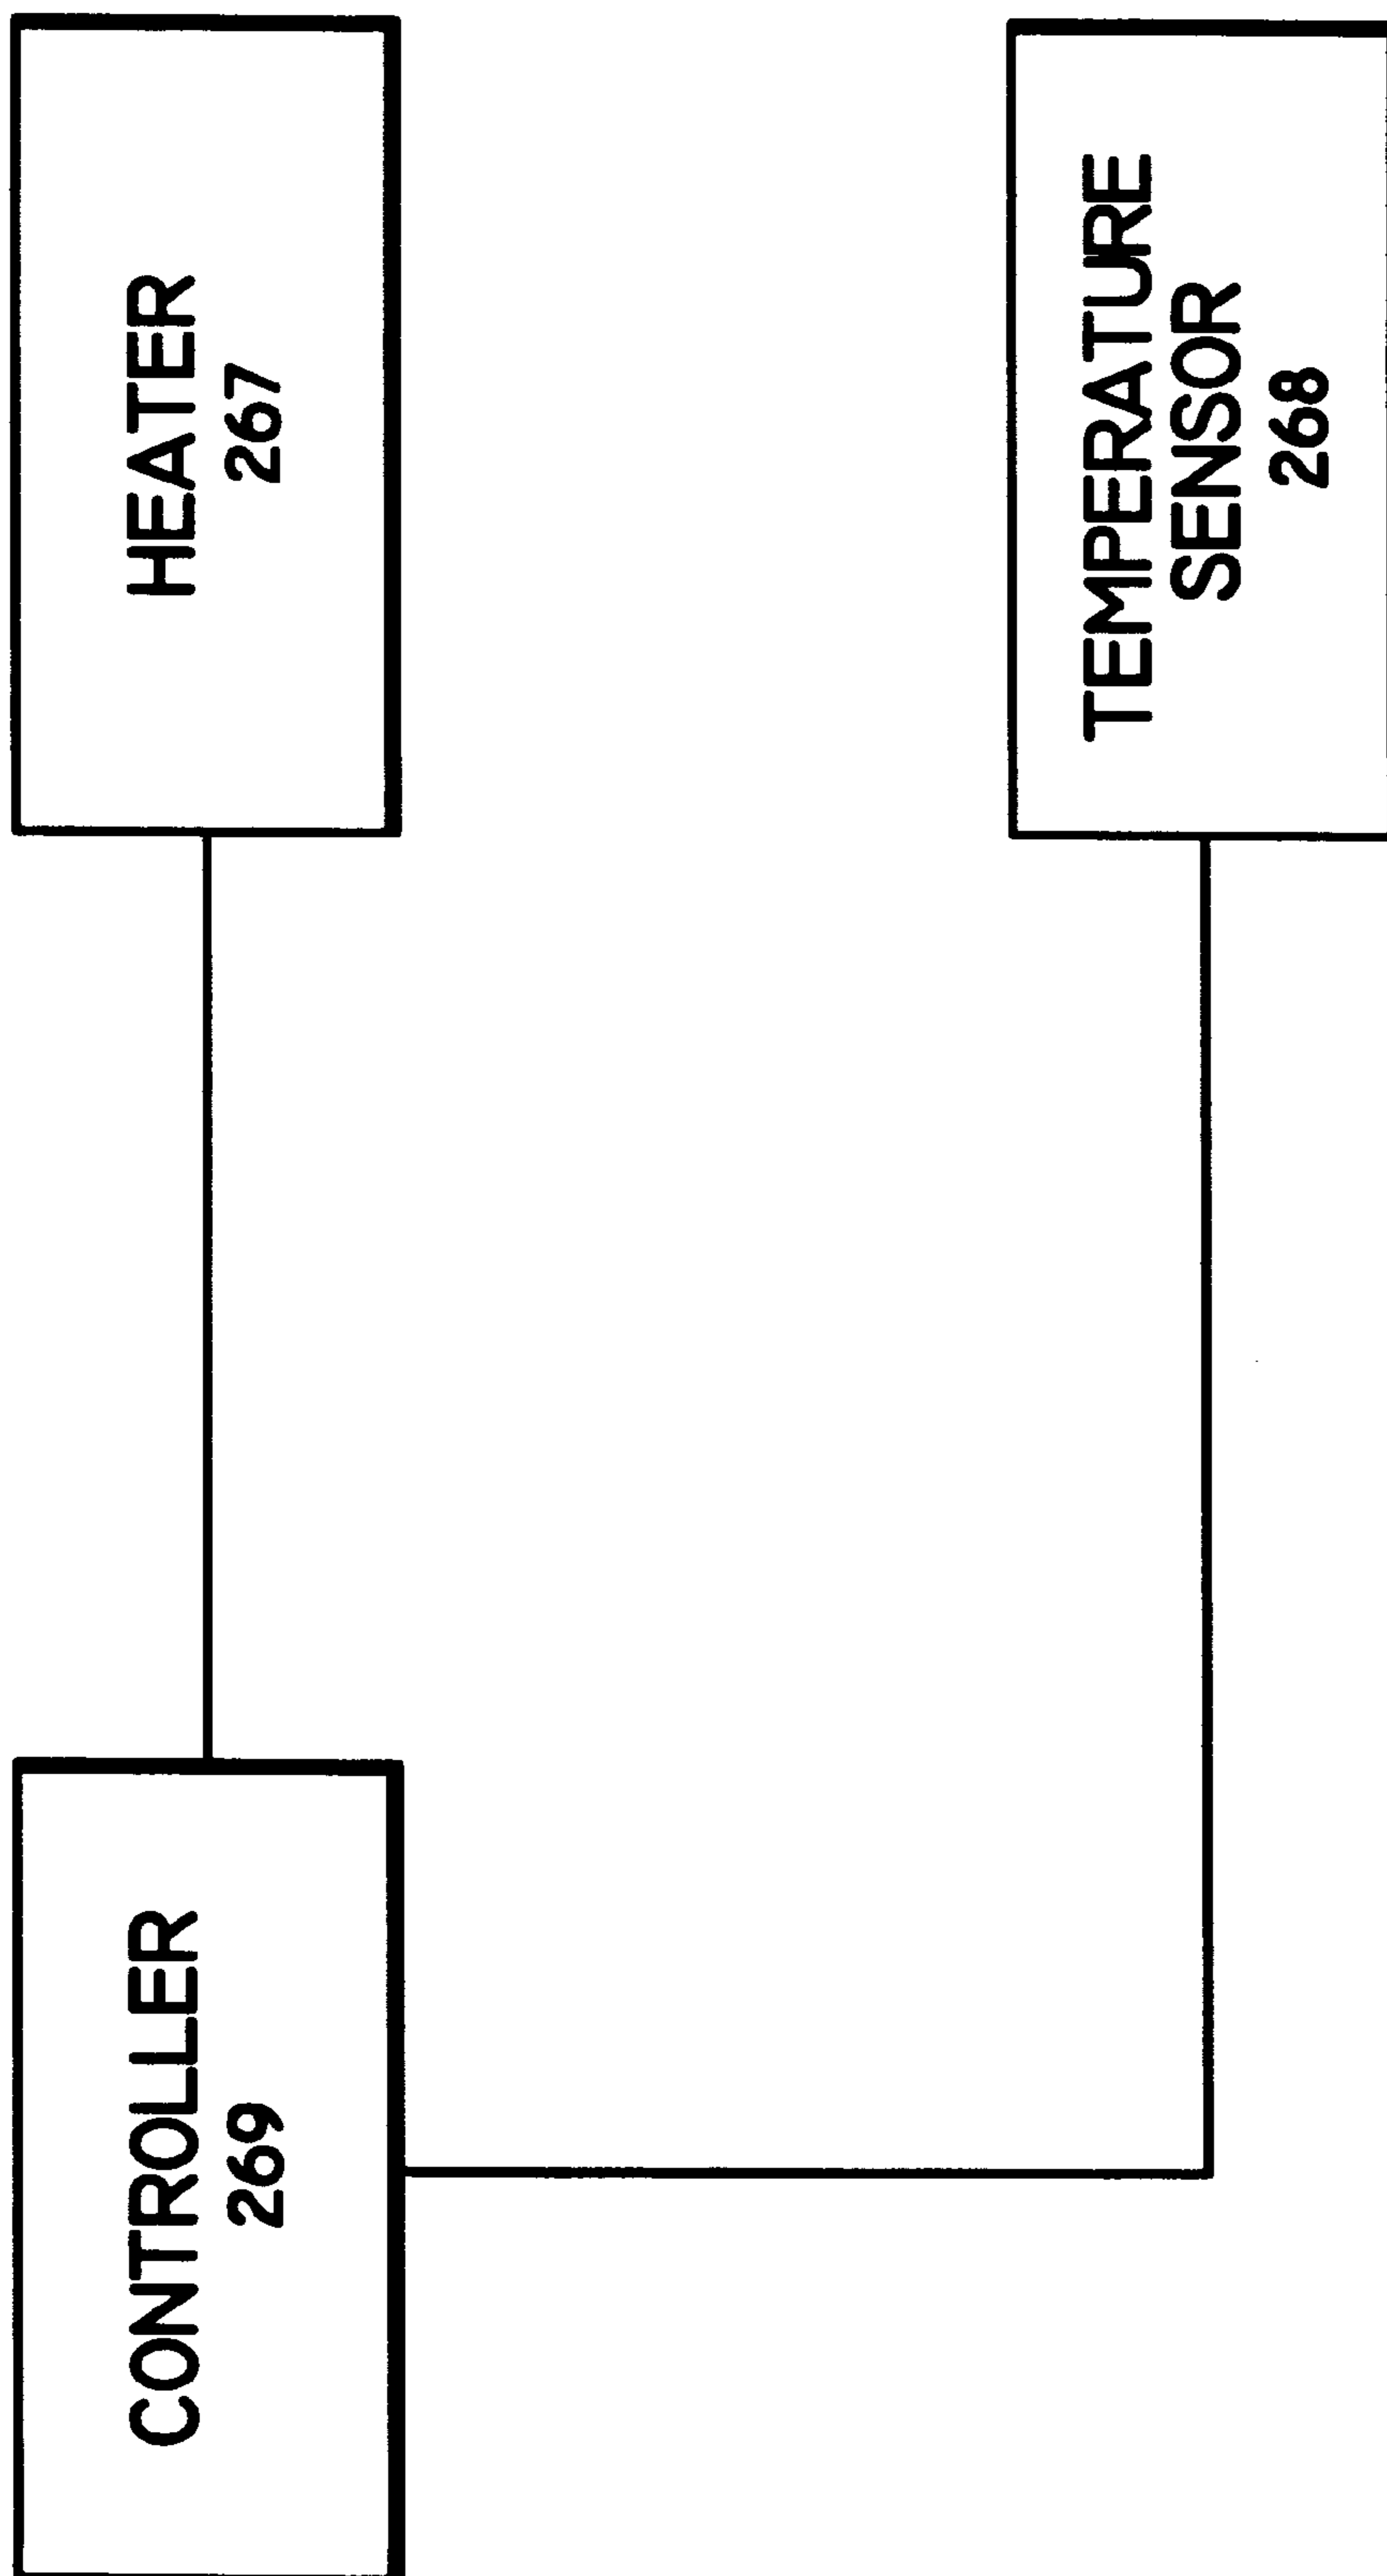 CONTROLLER
269
HEATER
267
TEMPERATURE
SENSOR
268